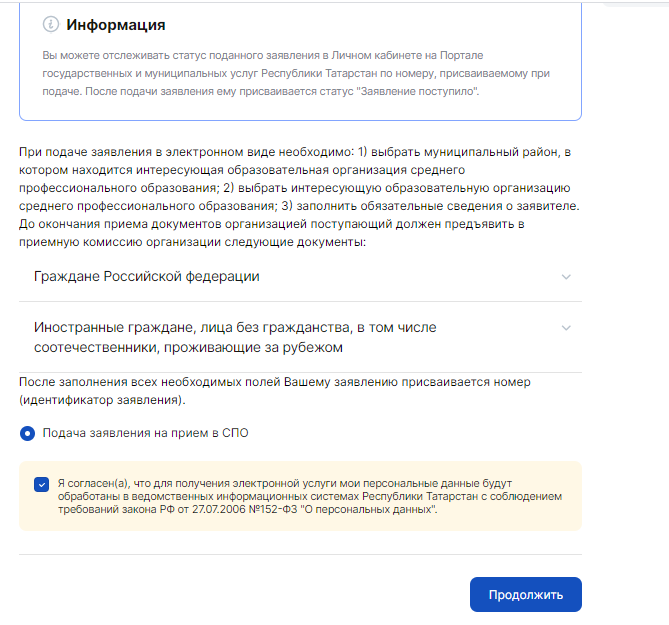 Информация
Вы можете отслеживать статус поданного заявления в Личном кабинете на Портале
государственных и муниципальных услуг Республики Татарстан по номеру, присваиваемому при
подаче. После подачи заявления ему присваивается статус "Заявление поступило".
При подаче заявления в электронном виде необходимо: 1) выбрать муниципальный район, в
котором находится интересующая образовательная организация среднего
профессионального образования; 2) выбрать интересующую образовательную организацию
среднего профессионального образования; 3) заполнить обязательные сведения о заявителе.
До окончания приема документов организацией поступающий должен предъявить в
приемную комиссию организации следующие документы:
Граждане Российской федерации
Иностранные граждане, лица без гражданства, в том числе
соотечественники, проживающие за рубежом
После заполнения всех необходимых полей Вашему заявлению присваивается номер
(идентификатор заявления).
Подача заявления на прием в СПО
Я согласен(а), что для получения электронной услуги мои персональные данные будут
обработаны в ведомственных информационных системах Республики Татарстан с соблюдением
требований закона РФ от 27.07.2006 №152-ФЗ "О персональных данных".
Продолжить